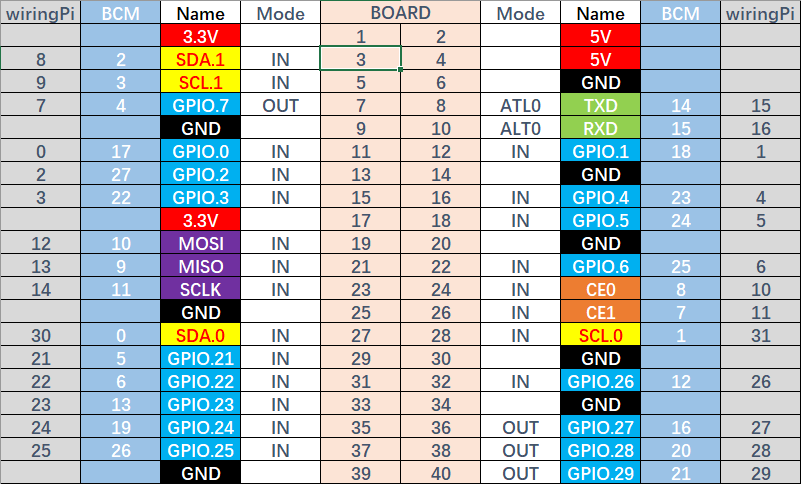 wiringPi BCM Name Mode BOARD Mode Name BCM wiringPi
3.3V 1 2 5V
8 2 SDA.1 IN 3 4 5V
9 3 SCL.1 IN 5 6 GND
7 4 GPIO.7 OUT 7 8 ATL0 TXD 14 15
GND 9 10 ALT0 RXD 15 16
0 17 GPIO.0 IN 11 12 IN GPIO.1 18 1
2 27 GPIO.2 IN 13 14 GND
3 22 GPIO.3 IN 15 16 IN GPIO.4 23 4
3.3V 17 18 IN GPIO.5 24 5
12 10 MOSI IN 19 20 GND
13 9 MISO IN 21 22 IN GPIO.6 25 6
14 11 SCLK IN 23 24 IN CE0 8 10
GND 25 26 IN CE1 7 11
30 0 SDA.0 IN 27 28 IN SCL.0 1 31
21 5 GPIO.21 IN 29 30 GND
22 6 GPIO.22 IN 31 32 IN GPIO.26 12 26
23 13 GPIO.23 IN 33 34 GND
24 19 GPIO.24 IN 35 36 OUT GPIO.27 16 27
25 26 GPIO.25 IN 37 38 OUT GPIO.28 20 28
GND 39 40 OUT GPIO.29 21 29